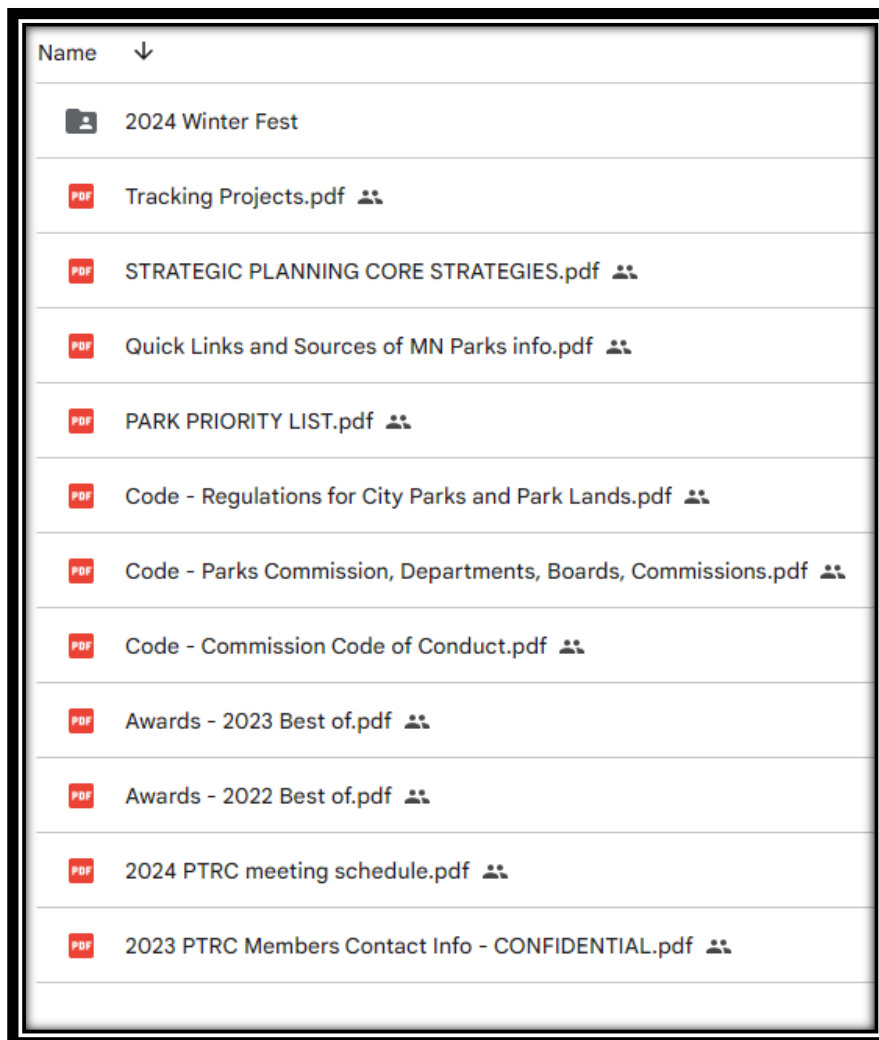 Name
2024 Winter Fest
PDF Tracking Projects.pdf
PDF STRATEGIC PLANNING CORE STRATEGIES.pdf
PDF Quick Links and Sources of MN Parks info.pdf
PDF PARK PRIORITY LIST.pdf
PDF Code - Regulations for City Parks and Park Lands.pdf
PDF Code - Parks Commission, Departments, Boards, Commissions.pdf
PDF Code - Commission Code of Conduct.pdf
PDF Awards - 2023 Best of.pdf
PDF Awards - 2022 Best of.pdf
PDF 2024 PTRC meeting schedule.pdf
PDF 2023 PTRC Members Contact Info - CONFIDENTIAL.pdf